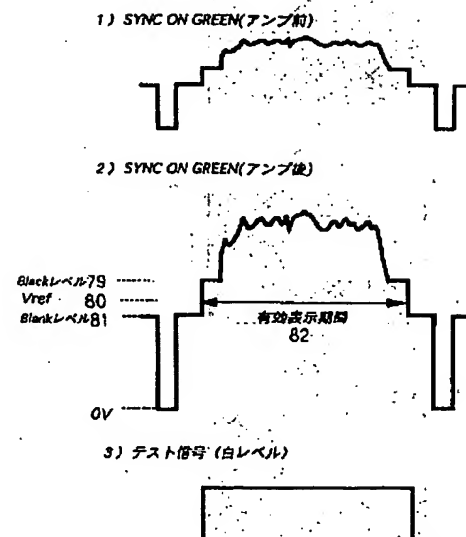 1) SYNC ON GREEN(アンプ前)
2) SYNC ON GREEN(アンプ後)
Blackレベル79
Vref 80
Blankレベル81
有効表示期間
82
0V
3) テスト信号 (白レベル)